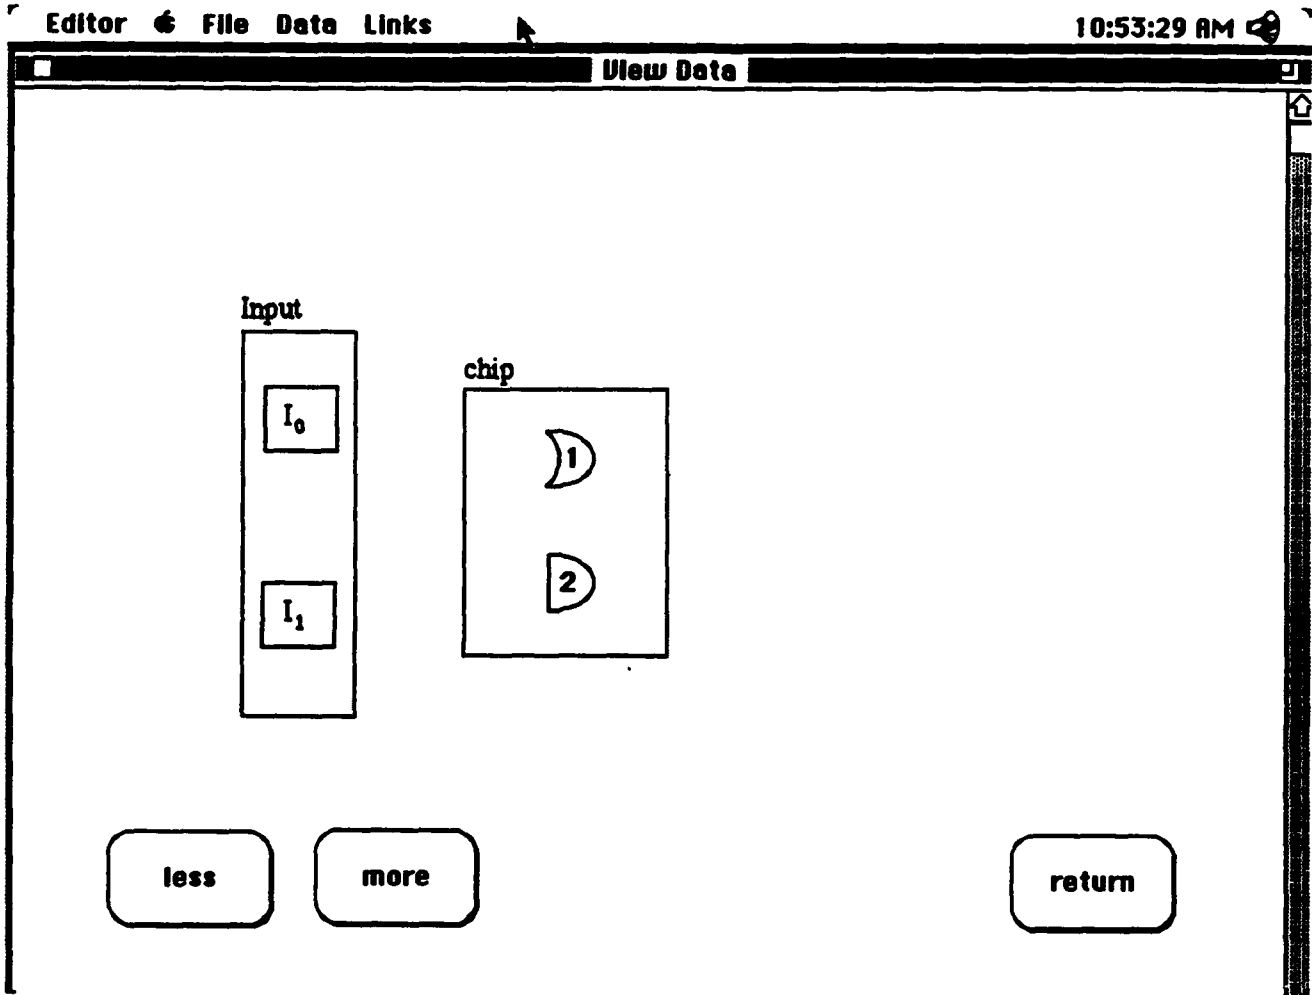 Editor File Data Links 10:53:29 AM
View Data
Input
chip
I₀
1
2
I₁
less more return